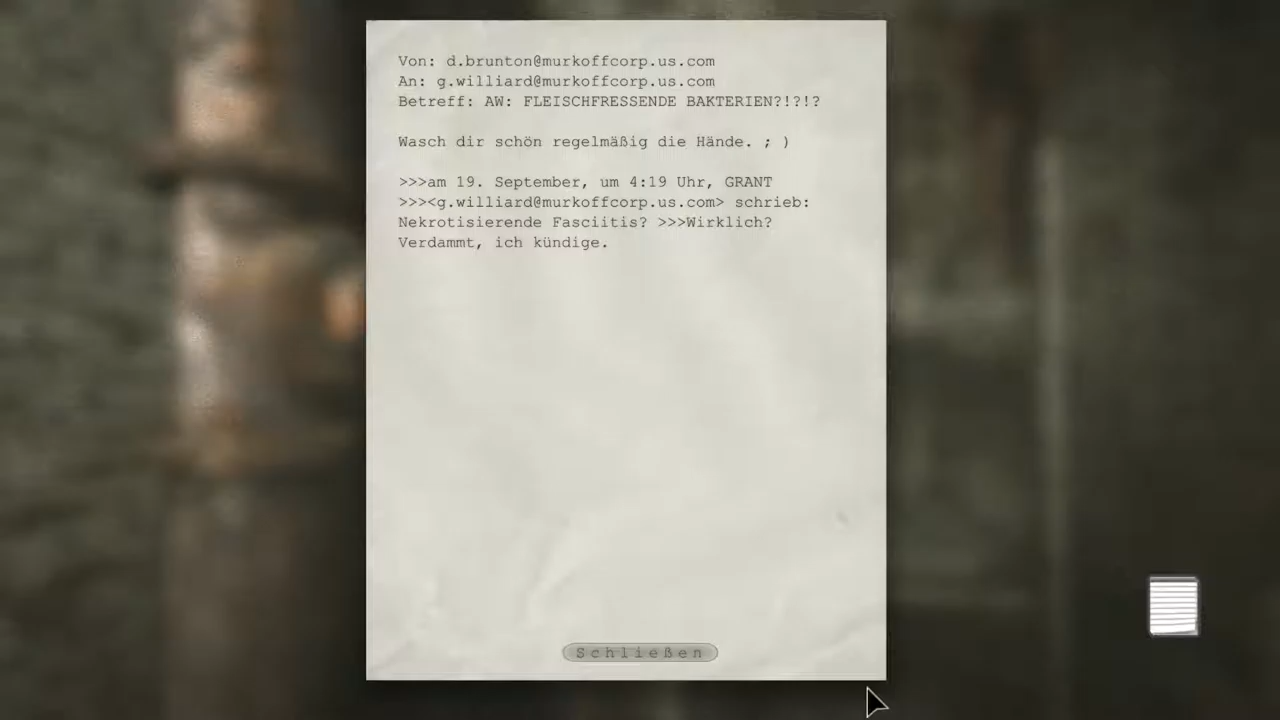 Von: d.brunton@murkoffcorp.us.com
An: g.williard@murkoffcorp.us.com
Betreff: AW: FLEISCHFRESSENDE BAKTERIEN?!?!?
Wasch dir schön regelmäßig die Hände. ; )
>>>am 19. September, um 4:19 Uhr, GRANT
>>><g.williard@murkoffcorp.us.com> schrieb:
Nekrotisierende Fasciitis? >>>Wirklich?
Verdammt, ich kündige.
Schließen